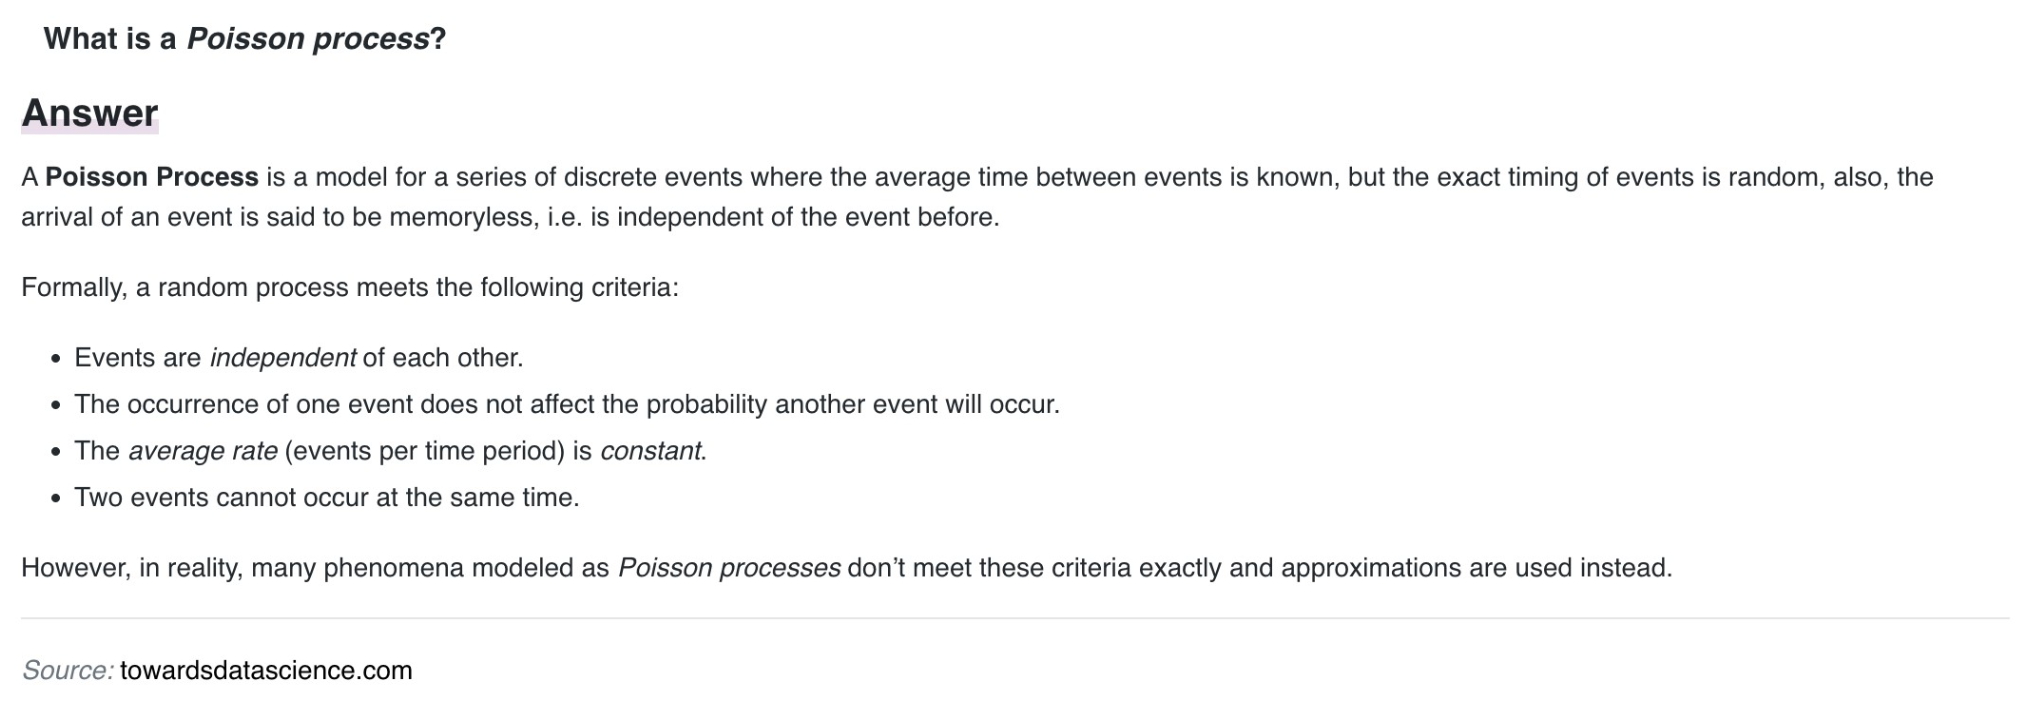 What is a Poisson process?
Answer
A Poisson Process is a model for a series of discrete events where the average time between events is known, but the exact timing of events is random, also, the
arrival of an event is said to be memoryless, i.e. is independent of the event before.
Formally, a random process meets the following criteria:
• Events are independent of each other.
• The occurrence of one event does not affect the probability another event will occur.
• The average rate (events per time period) is constant.
• Two events cannot occur at the same time.
However, in reality, many phenomena modeled as Poisson processes don’t meet these criteria exactly and approximations are used instead.
Source: towardsdatascience.com